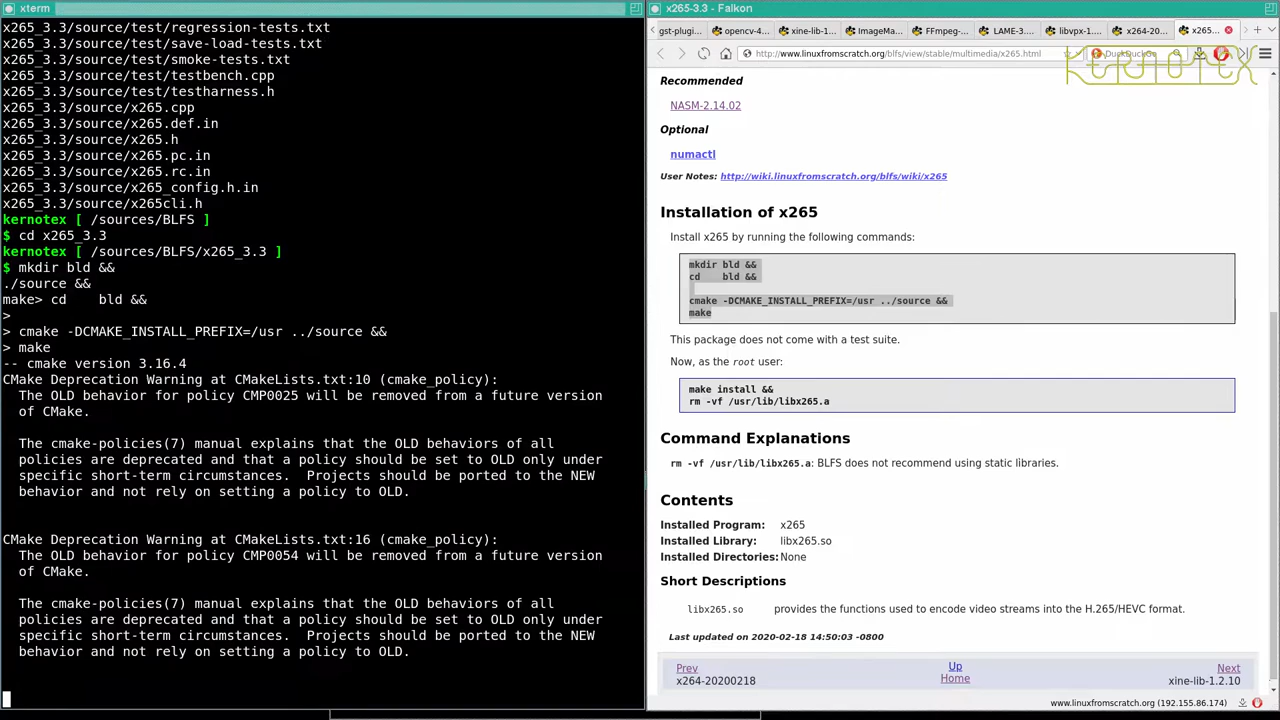 xterm
x265_3.3/source/test/regression-tests.txt
x265_3.3/source/test/save-load-tests.txt
x265_3.3/source/test/smoke-tests.txt
x265_3.3/source/test/testbench.cpp
x265_3.3/source/test/testharness.h
x265_3.3/source/x265.cpp
x265_3.3/source/x265.def.in
x265_3.3/source/x265.h
x265_3.3/source/x265.pc.in
x265_3.3/source/x265.rc.in
x265_3.3/source/x265_config.h.in
x265_3.3/source/x265cli.h
kernotex [ /sources/BLFS ]
$ cd x265_3.3
kernotex [ /sources/BLFS/x265_3.3 ]
$ mkdir bld &&
./source &&
make> cd    bld &&
>
> cmake -DCMAKE_INSTALL_PREFIX=/usr ../source &&
> make
-- cmake version 3.16.4
CMake Deprecation Warning at CMakeLists.txt:10 (cmake_policy):
  The OLD behavior for policy CMP0025 will be removed from a future version
  of CMake.
  The cmake-policies(7) manual explains that the OLD behaviors of all
  policies are deprecated and that a policy should be set to OLD only under
  specific short-term circumstances.  Projects should be ported to the NEW
  behavior and not rely on setting a policy to OLD.
CMake Deprecation Warning at CMakeLists.txt:16 (cmake_policy):
  The OLD behavior for policy CMP0054 will be removed from a future version
  of CMake.
  The cmake-policies(7) manual explains that the OLD behaviors of all
  policies are deprecated and that a policy should be set to OLD only under
  specific short-term circumstances.  Projects should be ported to the NEW
  behavior and not rely on setting a policy to OLD.
x265-3.3 - Falkon
gst-plugi... opencv-4... xine-lib-1... ImageMa... FFmpeg-... LAME-3.... libvpx-1.... x264-20... x265...
http://www.linuxfromscratch.org/blfs/view/stable/multimedia/x265.html DuckDuckGo
KERNOTEX
Recommended
NASM-2.14.02
Optional
numactl
User Notes: http://wiki.linuxfromscratch.org/blfs/wiki/x265
Installation of x265
Install x265 by running the following commands:
mkdir bld &&
cd    bld &&
cmake -DCMAKE_INSTALL_PREFIX=/usr ../source &&
make
This package does not come with a test suite.
Now, as the root user:
make install &&
rm -vf /usr/lib/libx265.a
Command Explanations
rm -vf /usr/lib/libx265.a: BLFS does not recommend using static libraries.
Contents
Installed Program: x265
Installed Library: libx265.so
Installed Directories: None
Short Descriptions
libx265.so provides the functions used to encode video streams into the H.265/HEVC format.
Last updated on 2020-02-18 14:50:03 -0800
Prev Up Next
x264-20200218 Home xine-lib-1.2.10
www.linuxfromscratch.org (192.155.86.174)